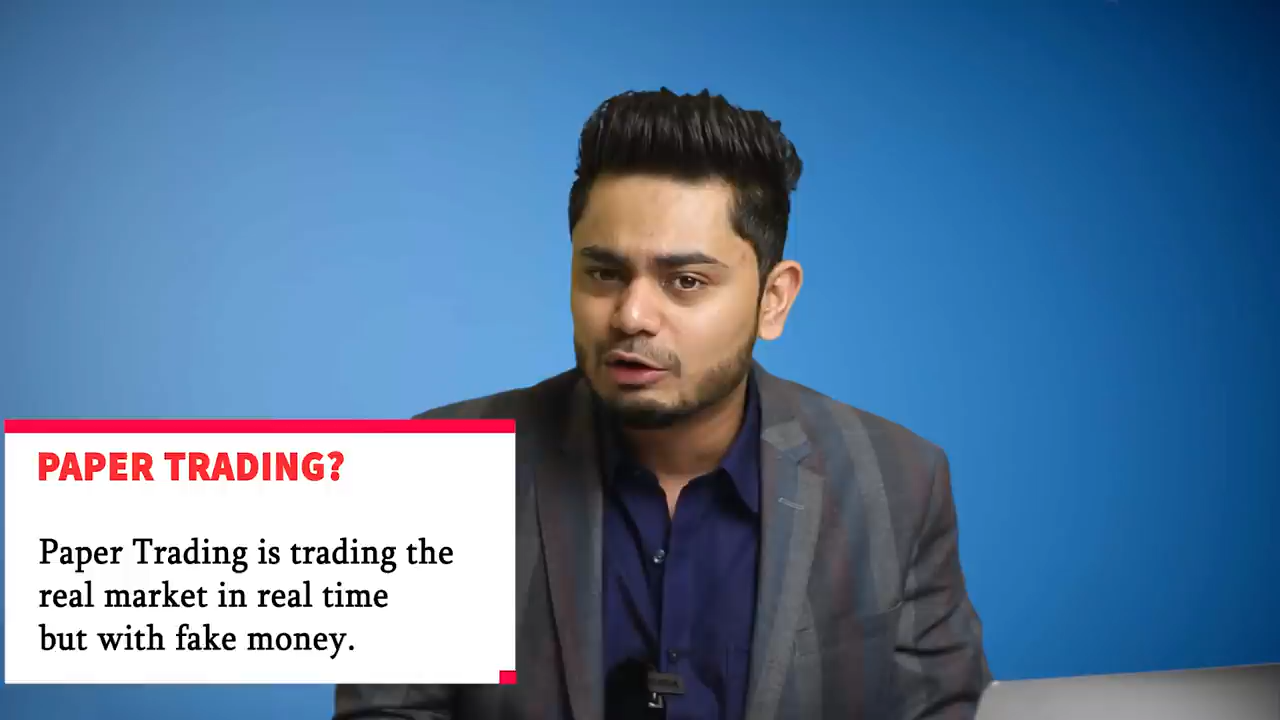 PAPER TRADING?
Paper Trading is trading the
real market in real time
but with fake money.